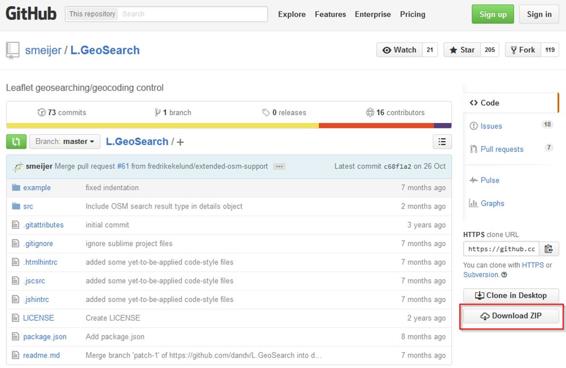 GitHub This repository Search Explore Features Enterprise Pricing Sign up Sign in
smeijer / L.GeoSearch Watch 21 Star 205 Fork 119
Leaflet geosearching/geocoding control
73 commits 1 branch 0 releases 16 contributors
Branch: master L.GeoSearch / +
smeijer Merge pull request #61 from fredrikekelund/extended-osm-support ... Latest commit c68f1a2 on 26 Oct
example fixed indentation 7 months ago
src Include OSM search result type in details object 2 months ago
.gitattributes initial commit 3 years ago
.gitignore ignore sublime project files 7 months ago
.htmlhintrc added some yet-to-be applied code-style files 7 months ago
.jscsrc added some yet-to-be-applied code-style files 7 months ago
.jshintrc added some yet-to-be-applied code-style files 7 months ago
LICENSE Create LICENSE 2 years ago
package.json Add package.json 8 months ago
readme.md Merge branch 'patch-1' of https://github.com/dandv/L.GeoSearch into d... 7 months ago
Code
Issues 18
Pull requests 7
Pulse
Graphs
HTTPS clone URL
https://github.cc
You can clone with HTTPS or
Subversion.
Clone in Desktop
Download ZIP